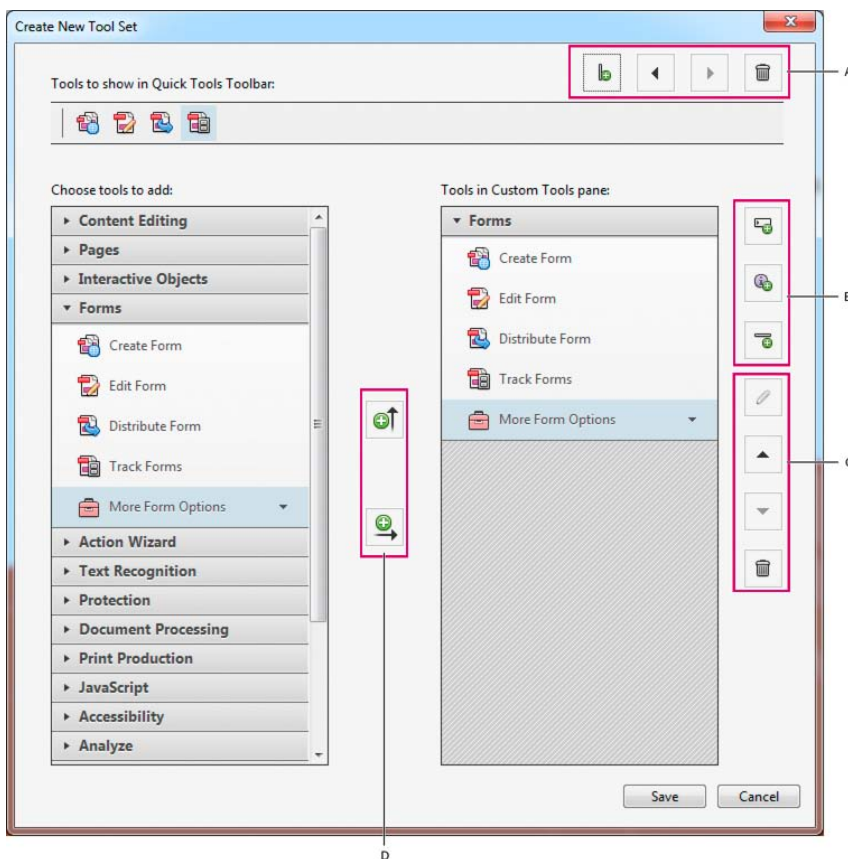 Create New Tool Set
A
Tools to show in Quick Tools Toolbar:
Choose tools to add:
Content Editing
Pages
Interactive Objects
Forms
Create Form
Edit Form
Distribute Form
Track Forms
More Form Options
Action Wizard
Text Recognition
Protection
Document Processing
Print Production
JavaScript
Accessibility
Analyze
Tools in Custom Tools pane:
Forms
Create Form
Edit Form
Distribute Form
Track Forms
More Form Options
B
C
D
Save
Cancel